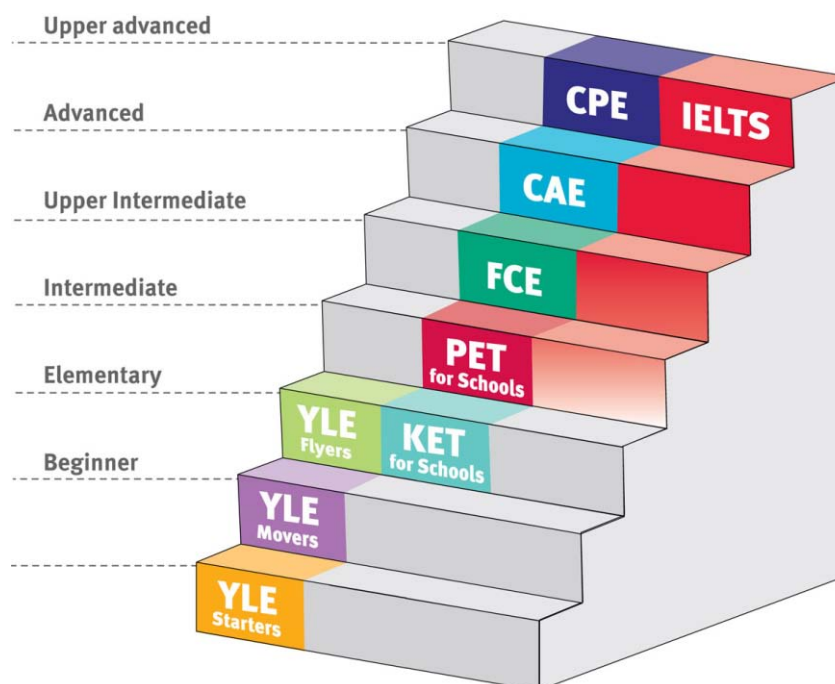 Upper advanced
CPE
IELTS
Advanced
CAE
Upper Intermediate
FCE
Intermediate
PET
for Schools
Elementary
YLE
Flyers
KET
for Schools
Beginner
YLE
Movers
YLE
Starters